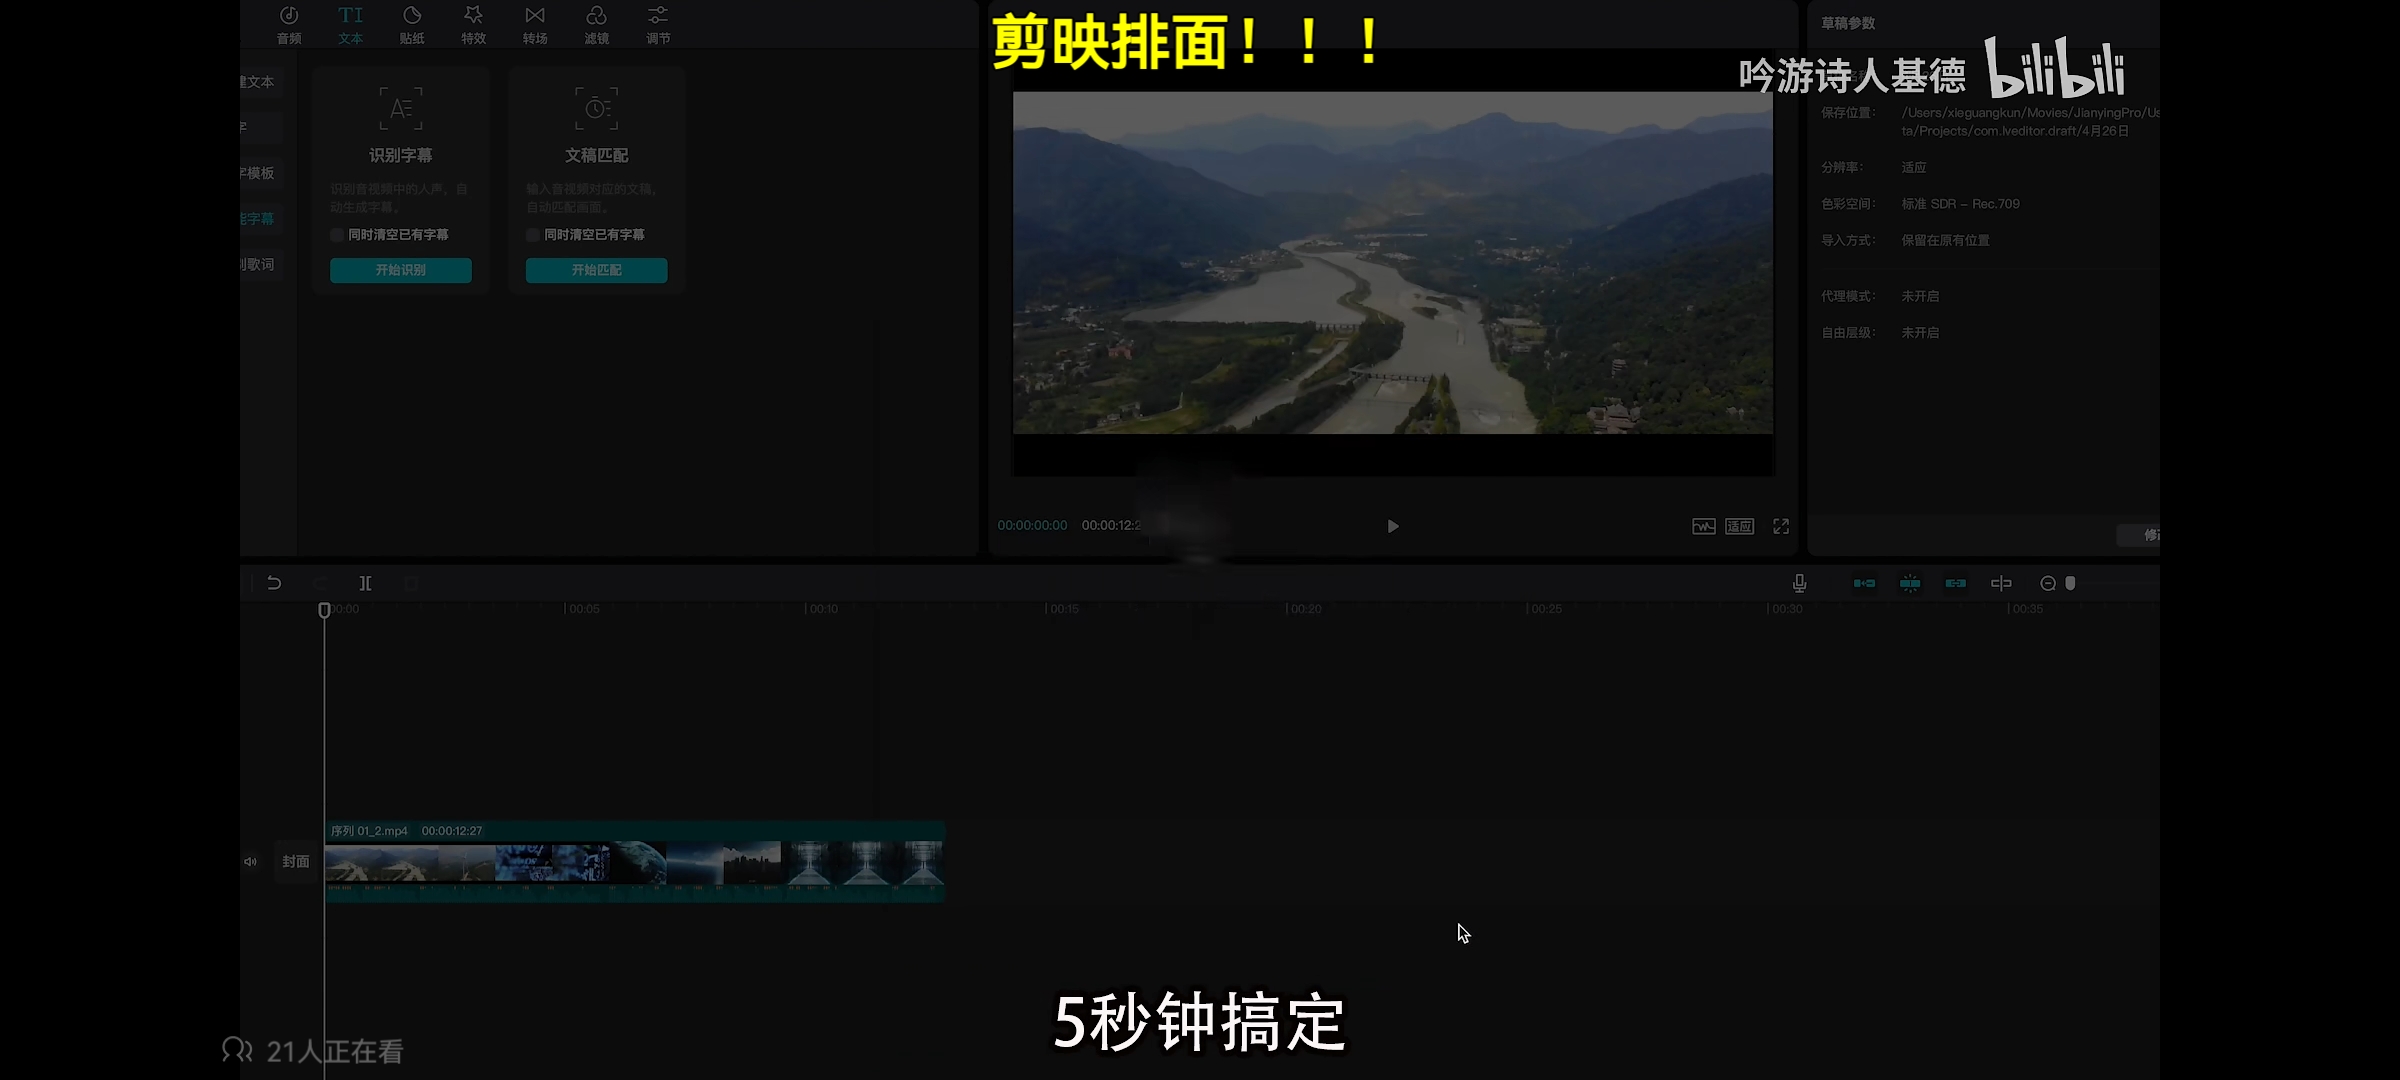 音频
文本
贴纸
特效
转场
滤镜
调节
剪映排面！！！
草稿参数
吟游诗人基德 bilibili
建文本
字
字模板
能字幕
别歌词
识别字幕
识别音视频中的人声，自
动生成字幕。
同时清空已有字幕
开始识别
文稿匹配
输入音视频对应的文稿，
自动匹配画面。
同时清空已有字幕
开始匹配
保存位置： /Users/xieguangkun/Movies/JianyingPro/Us
ta/Projects/com.lveditor.draft/4月26日
分辨率： 适应
色彩空间： 标准 SDR – Rec.709
导入方式： 保留在原有位置
代理模式： 未开启
自由层级： 未开启
00:00:00:00 00:00:12:2
适应
00:00 00:05 00:10 00:15 00:20 00:25 00:30 00:35
序列 01_2.mp4 00:00:12:27
封面
5秒钟搞定
21人正在看